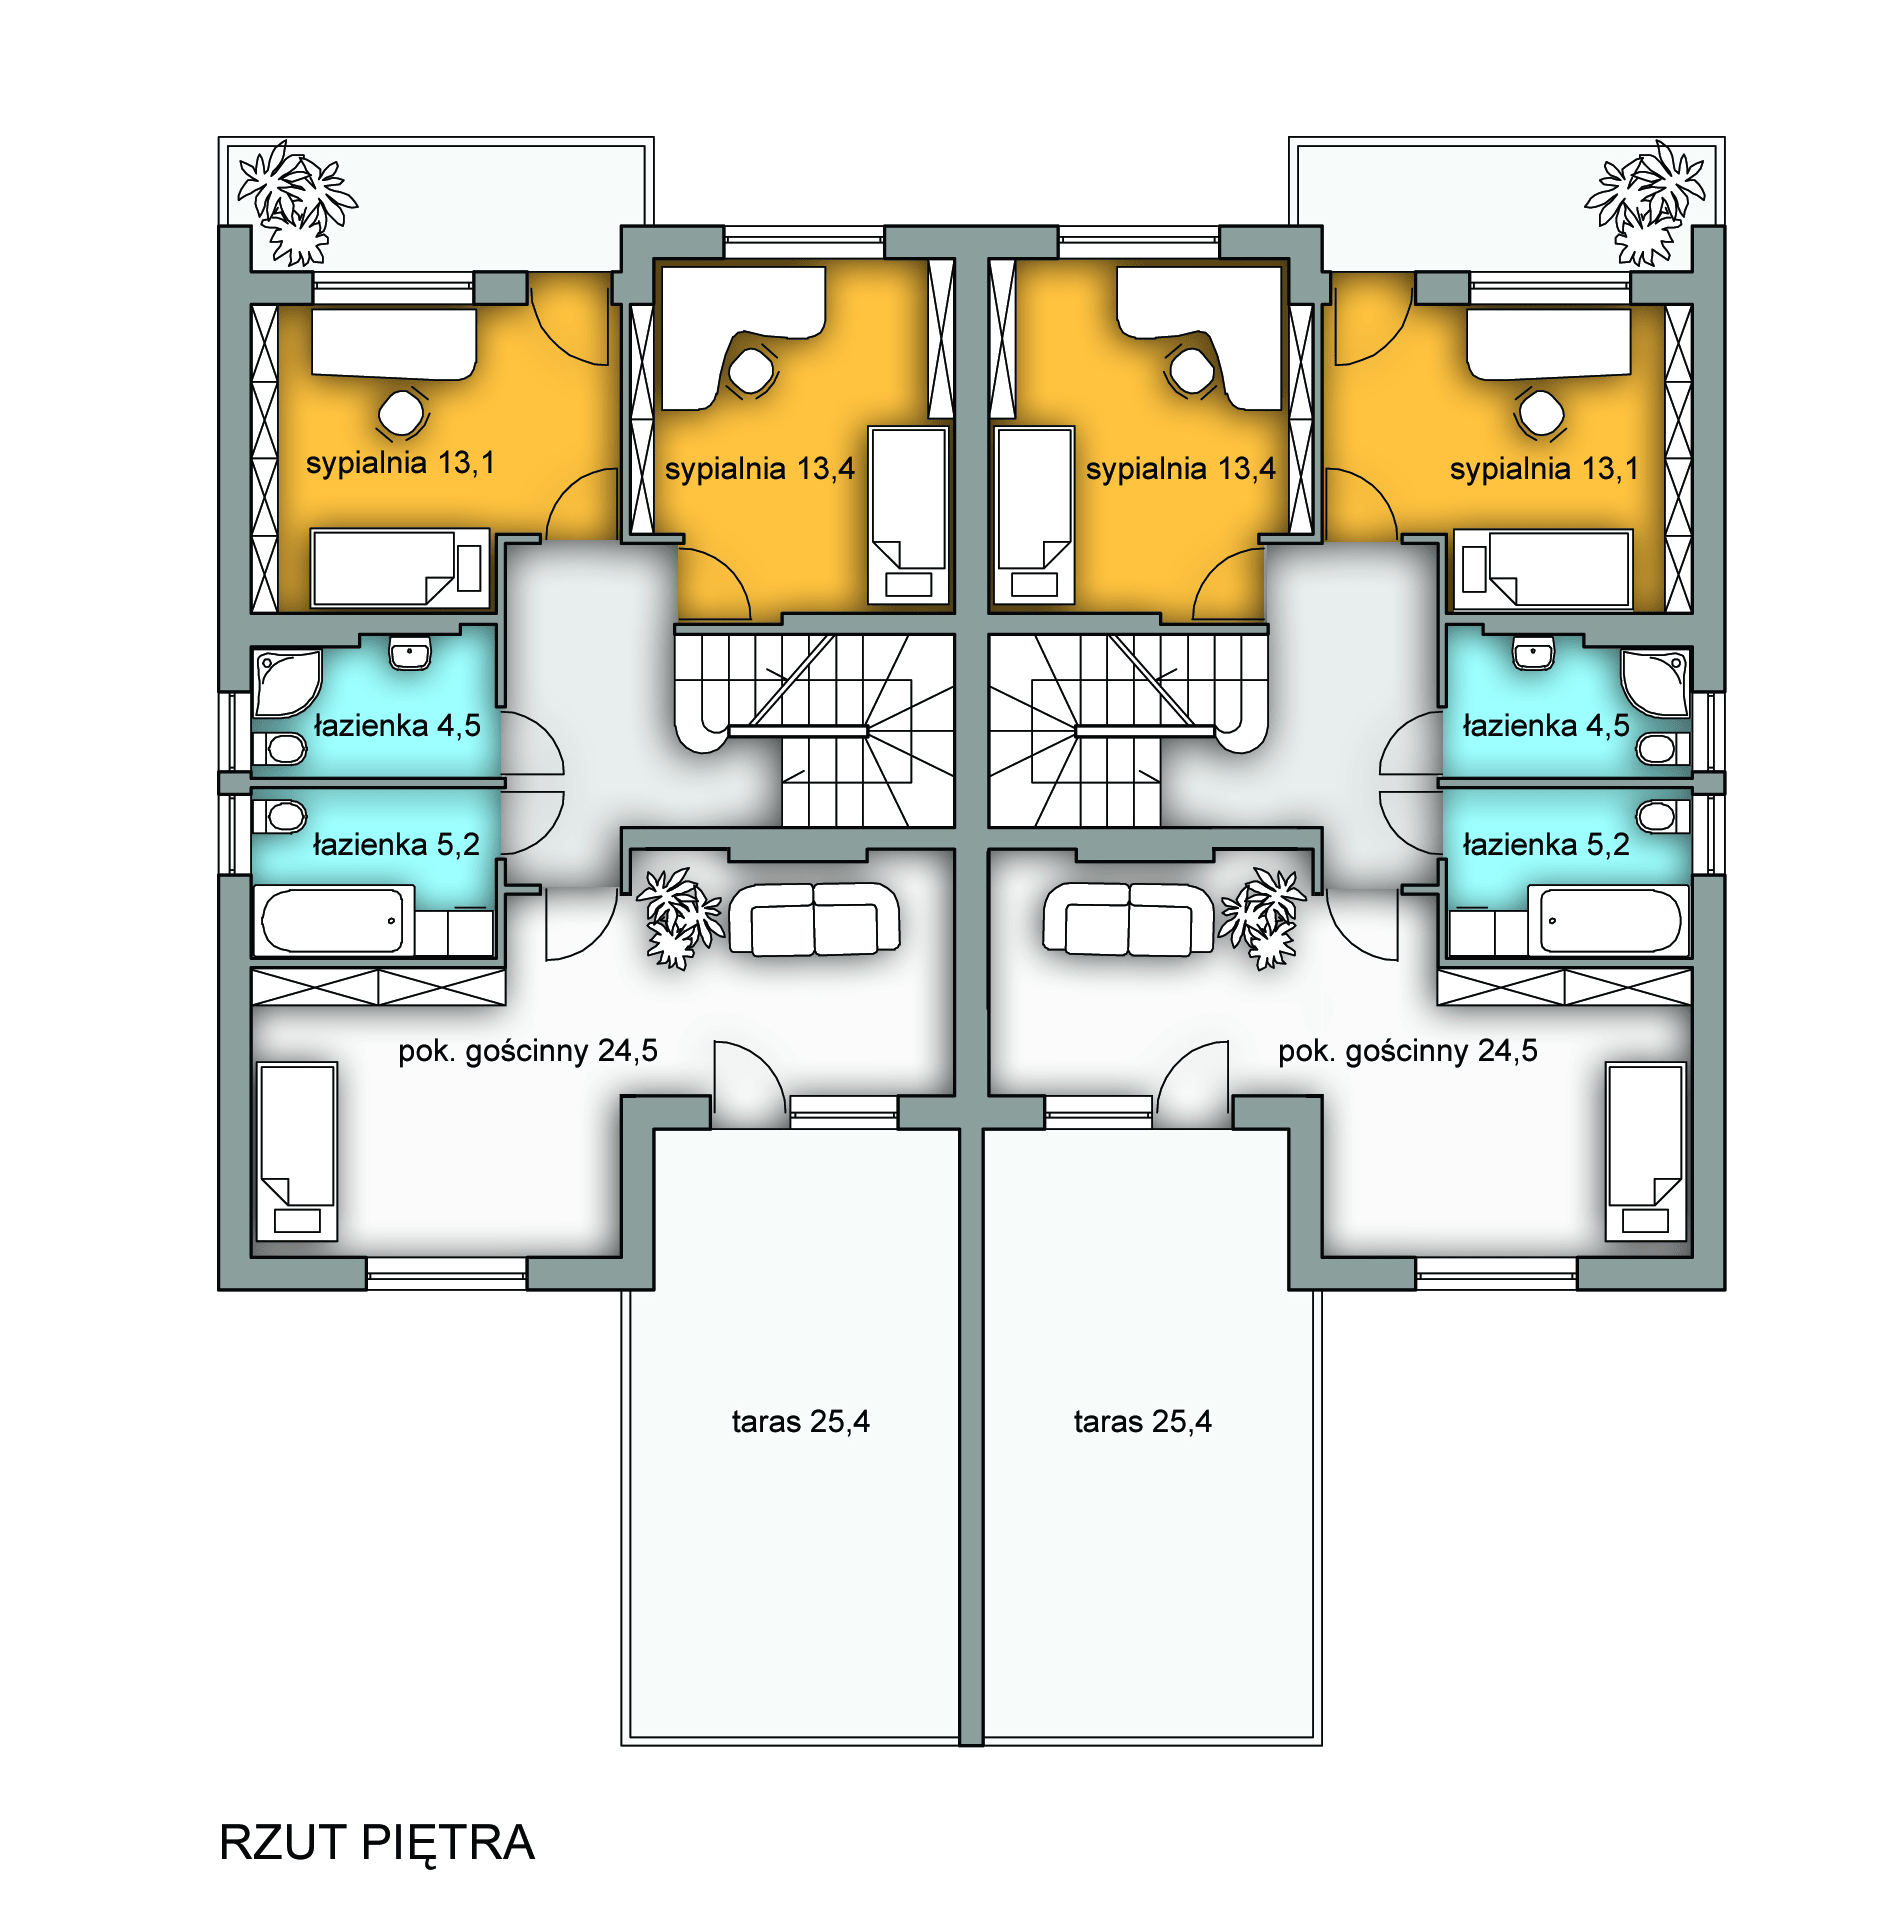 sypialnia 13,1
sypialnia 13,4
sypialnia 13,4
sypialnia 13,1
łazienka 4,5
łazienka 4,5
łazienka 5,2
łazienka 5,2
pok. gościnny 24,5
pok. gościnny 24,5
taras 25,4
taras 25,4
RZUT PIĘTRA